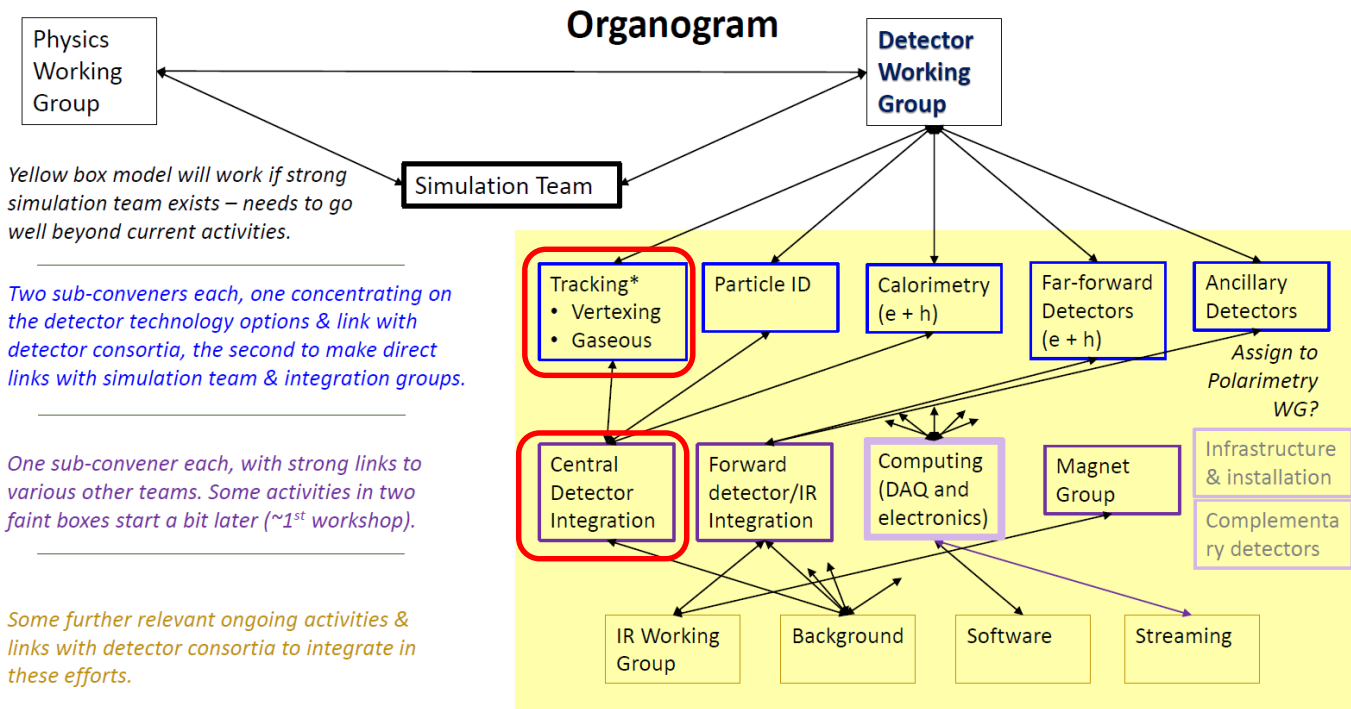 Organogram
Physics
Working
Group
Detector
Working
Group
Simulation Team
Yellow box model will work if strong
simulation team exists – needs to go
well beyond current activities.
Two sub-conveners each, one concentrating on
the detector technology options & link with
detector consortia, the second to make direct
links with simulation team & integration groups.
One sub-convener each, with strong links to
various other teams. Some activities in two
faint boxes start a bit later (~1st workshop).
Some further relevant ongoing activities &
links with detector consortia to integrate in
these efforts.
Tracking*
• Vertexing
• Gaseous
Particle ID
Calorimetry
(e + h)
Far-forward
Detectors
(e + h)
Ancillary
Detectors
Assign to
Polarimetry
WG?
Central
Detector
Integration
Forward
detector/IR
Integration
Computing
(DAQ and
electronics)
Magnet
Group
Infrastructure
& installation
Complementa
ry detectors
IR Working
Group
Background
Software
Streaming